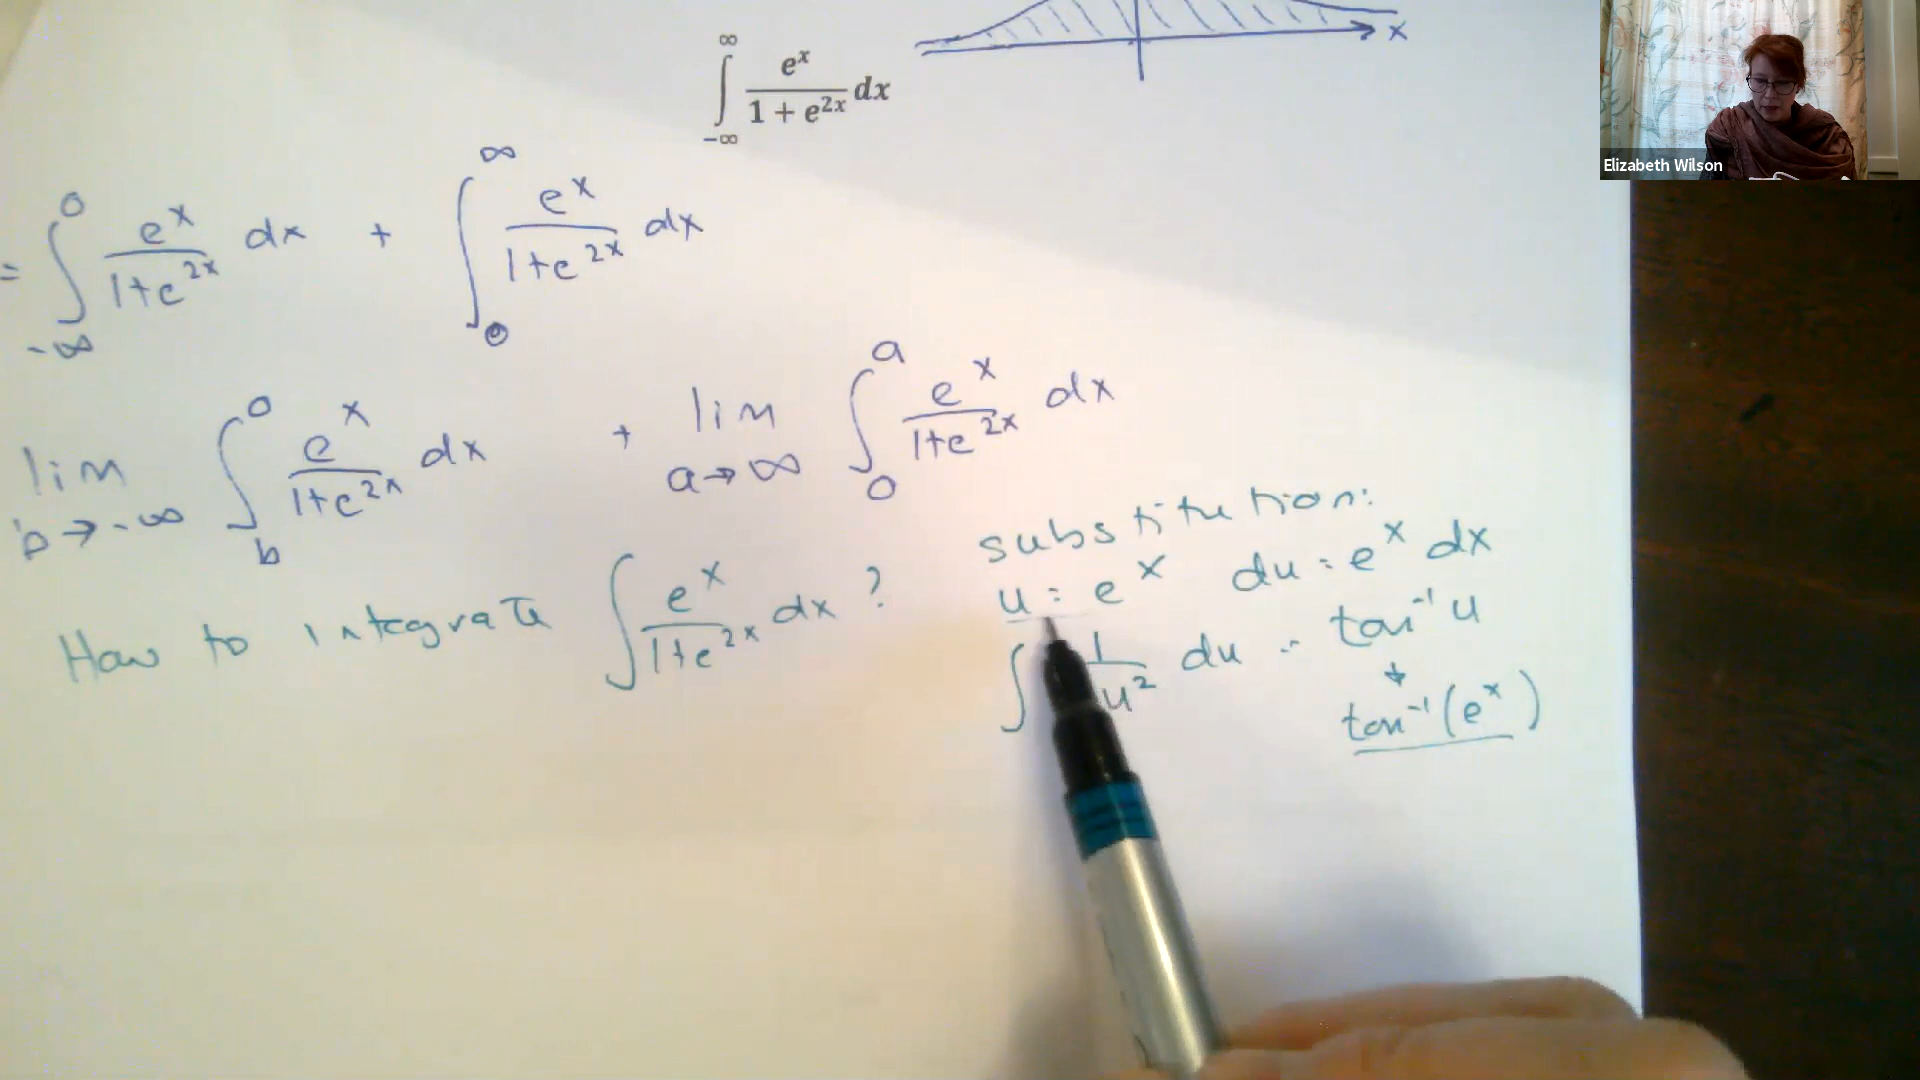 ∫_{-∞}^{∞} e^x / (1 + e^{2x}) dx
x
Elizabeth Wilson
= ∫_{-∞}^{0} e^x / (1+e^{2x}) dx + ∫_{0}^{∞} e^x / (1+e^{2x}) dx
lim_{b→-∞} ∫_{b}^{0} e^x / (1+e^{2x}) dx + lim_{a→∞} ∫_{0}^{a} e^x / (1+e^{2x}) dx
How to integrate ∫ e^x / (1+e^{2x}) dx ?
substitution:
u = e^x du = e^x dx
∫ 1 / u² du = tan⁻¹ u
↓
tan⁻¹(e^x)